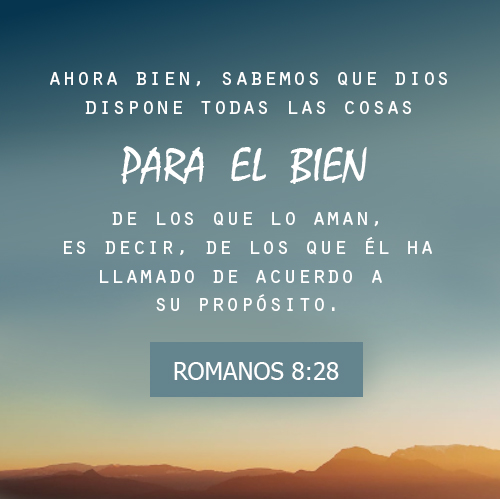 AHORA BIEN, SABEMOS QUE DIOS
DISPONE TODAS LAS COSAS
PARA EL BIEN
DE LOS QUE LO AMAN,
ES DECIR, DE LOS QUE ÉL HA
LLAMADO DE ACUERDO A
SU PROPÓSITO.
ROMANOS 8:28